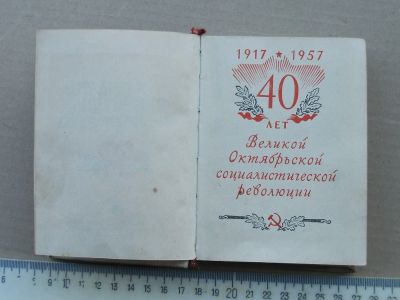 1917 ★ 1957
40
ЛЕТ
Великой
Октябрьской
социалистической
революции